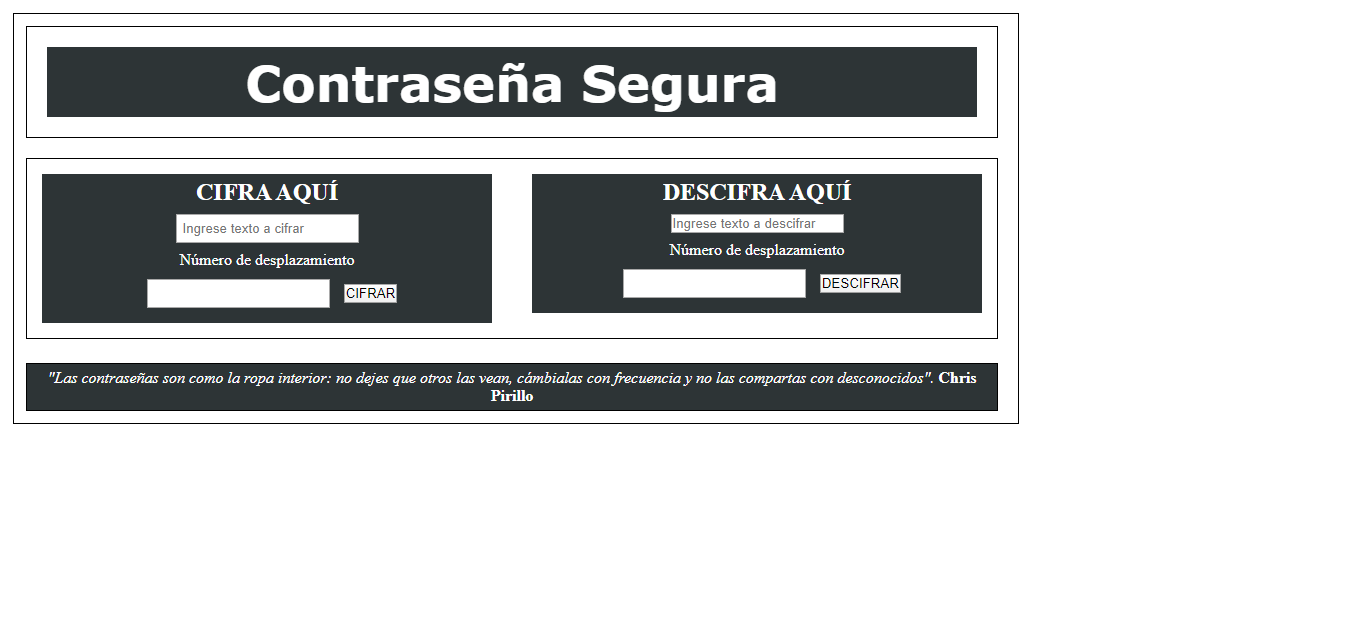 Contraseña Segura
CIFRA AQUÍ
Ingrese texto a cifrar
Número de desplazamiento
CIFRAR
DESCIFRA AQUÍ
Ingrese texto a descifrar
Número de desplazamiento
DESCIFRAR
"Las contraseñas son como la ropa interior: no dejes que otros las vean, cámbialas con frecuencia y no las compartas con desconocidos". Chris
Pirillo